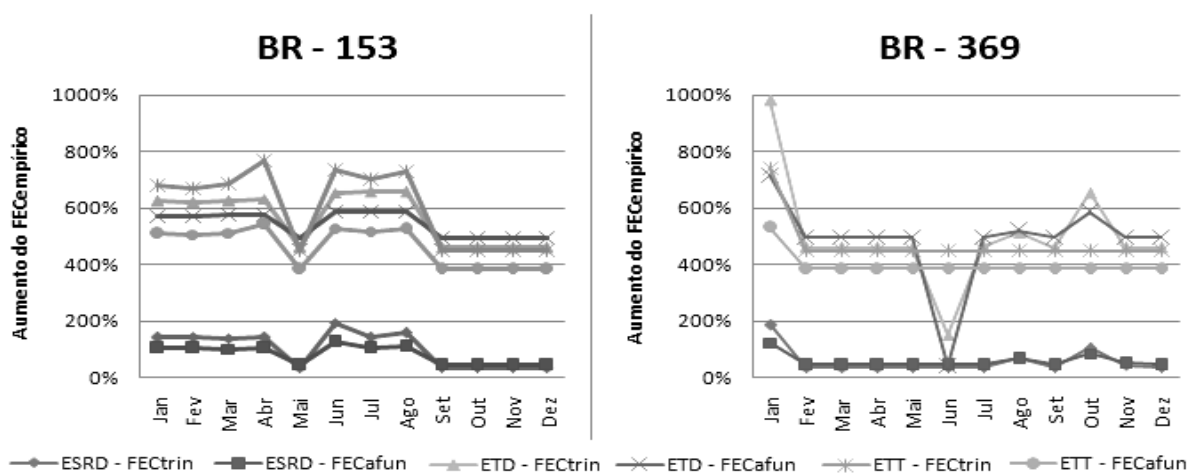 BR - 153
Aumento do FECempírico
1000%
800%
600%
400%
200%
0%
Jan Fev Mar Abr Mai Jun Jul Ago Set Out Nov Dez
BR - 369
Aumento do FECempírico
1000%
800%
600%
400%
200%
0%
Jan Fev Mar Abr Mai Jun Jul Ago Set Out Nov Dez
ESRD - FECtrin ESRD - FECafun ETD - FECtrin ETD - FECafun ETT - FECtrin ETT - FECafun